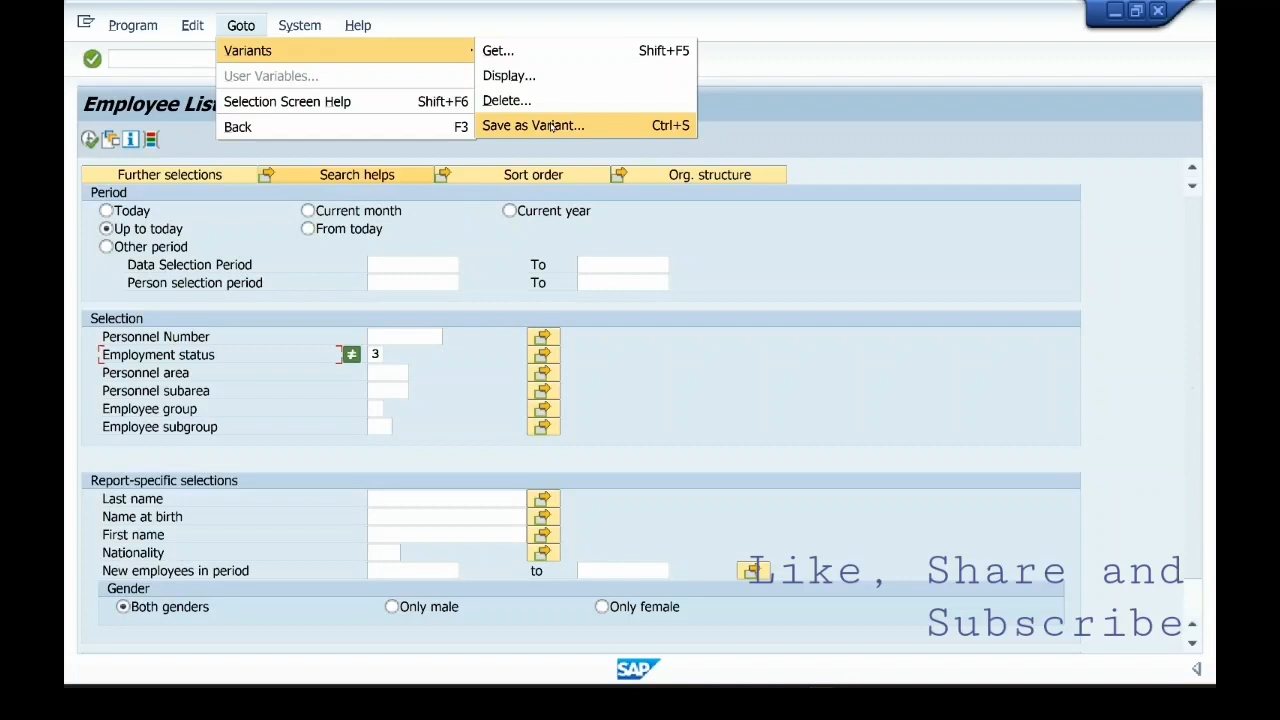 Program Edit Goto System Help
Variants Get... Shift+F5
User Variables... Display...
Selection Screen Help Shift+F6 Delete...
Back F3 Save as Variant... Ctrl+S
Employee Lis
Further selections Search helps Sort order Org. structure
Period
Today Current month Current year
Up to today From today
Other period
Data Selection Period To
Person selection period To
Selection
Personnel Number
Employment status ≠ 3
Personnel area
Personnel subarea
Employee group
Employee subgroup
Report-specific selections
Last name
Name at birth
First name
Nationality
New employees in period to
Gender
Both genders Only male Only female
Like, Share and
Subscribe
SAP